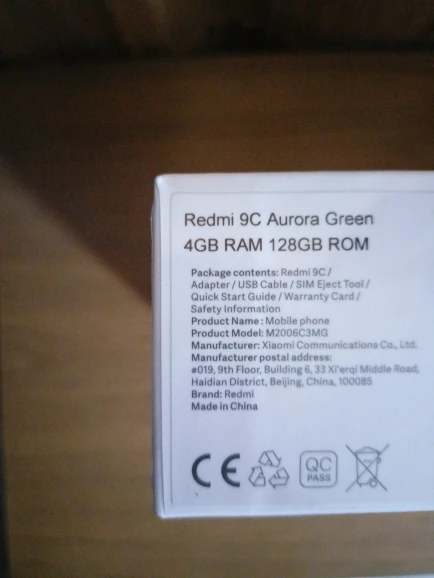 Redmi 9C Aurora Green
4GB RAM 128GB ROM
Package contents: Redmi 9C /
Adapter / USB Cable / SIM Eject Tool /
Quick Start Guide / Warranty Card /
Safety Information
Product Name : Mobile phone
Product Model: M2006C3MG
Manufacturer: Xiaomi Communications Co., Ltd.
Manufacturer postal address:
#019, 9th Floor, Building 6, 33 Xi'erqi Middle Road,
Haidian District, Beijing, China, 100085
Brand: Redmi
Made in China
CE QC
PASS